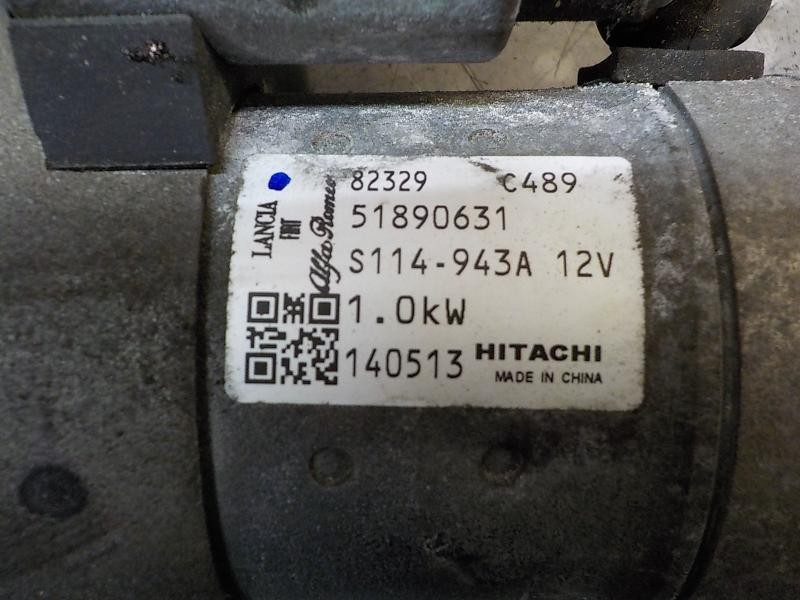 82329 C489
51890631
S114-943A 12V
1.0kW
140513 HITACHI
MADE IN CHINA
LANCIA
FIAT
Alfa Romeo